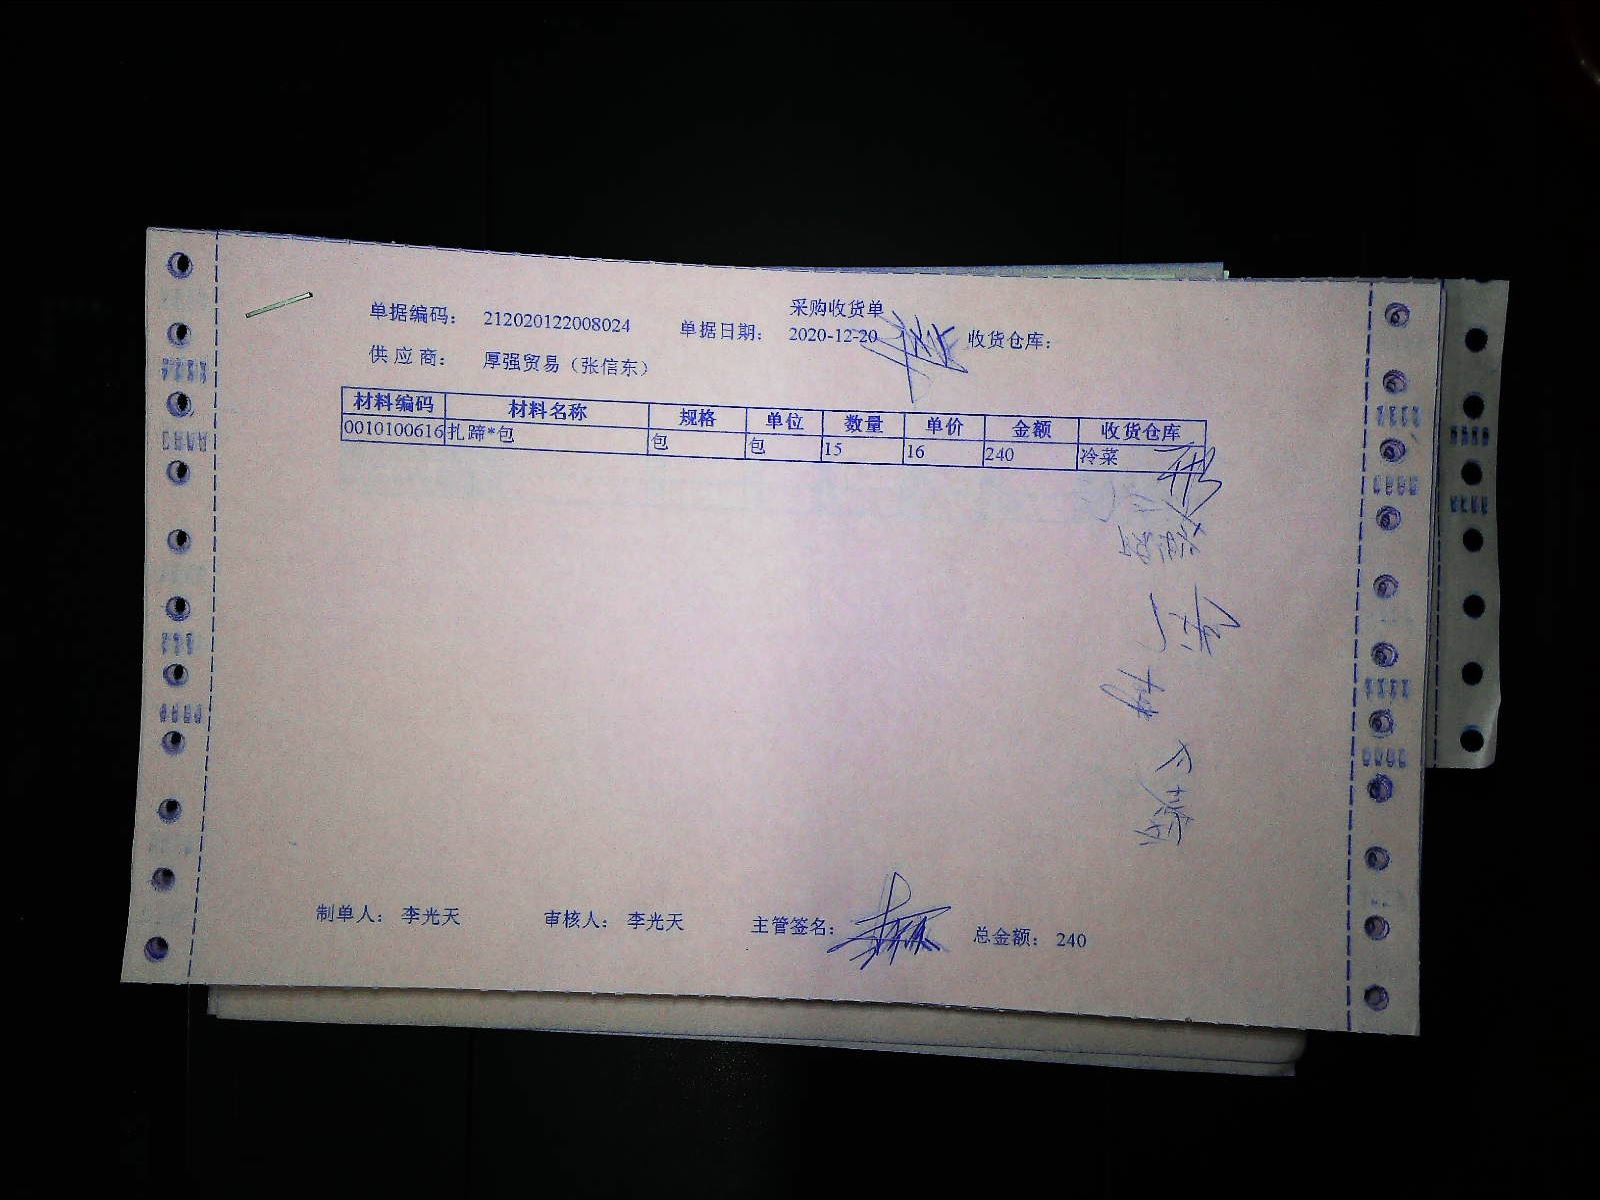 采购收货单
单据编码： 212020122008024 单据日期： 2020-12-20 收货仓库：
供应商： 厚强贸易（张信东）
材料编码 材料名称 规格 单位 数量 单价 金额 收货仓库
0010100616 扎蹄*包 包 包 15 16 240 冷菜
制单人： 李光天 审核人： 李光天 主管签名： 总金额： 240